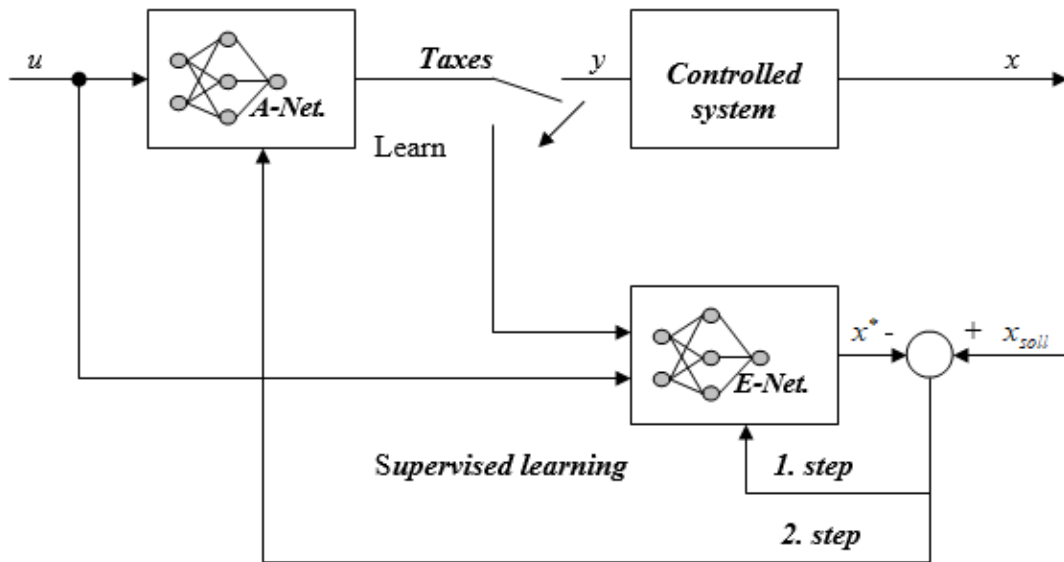 u
A-Net.
Taxes
y
Controlled
system
x
Learn
E-Net.
x* -
+
x_soll
Supervised learning
1. step
2. step